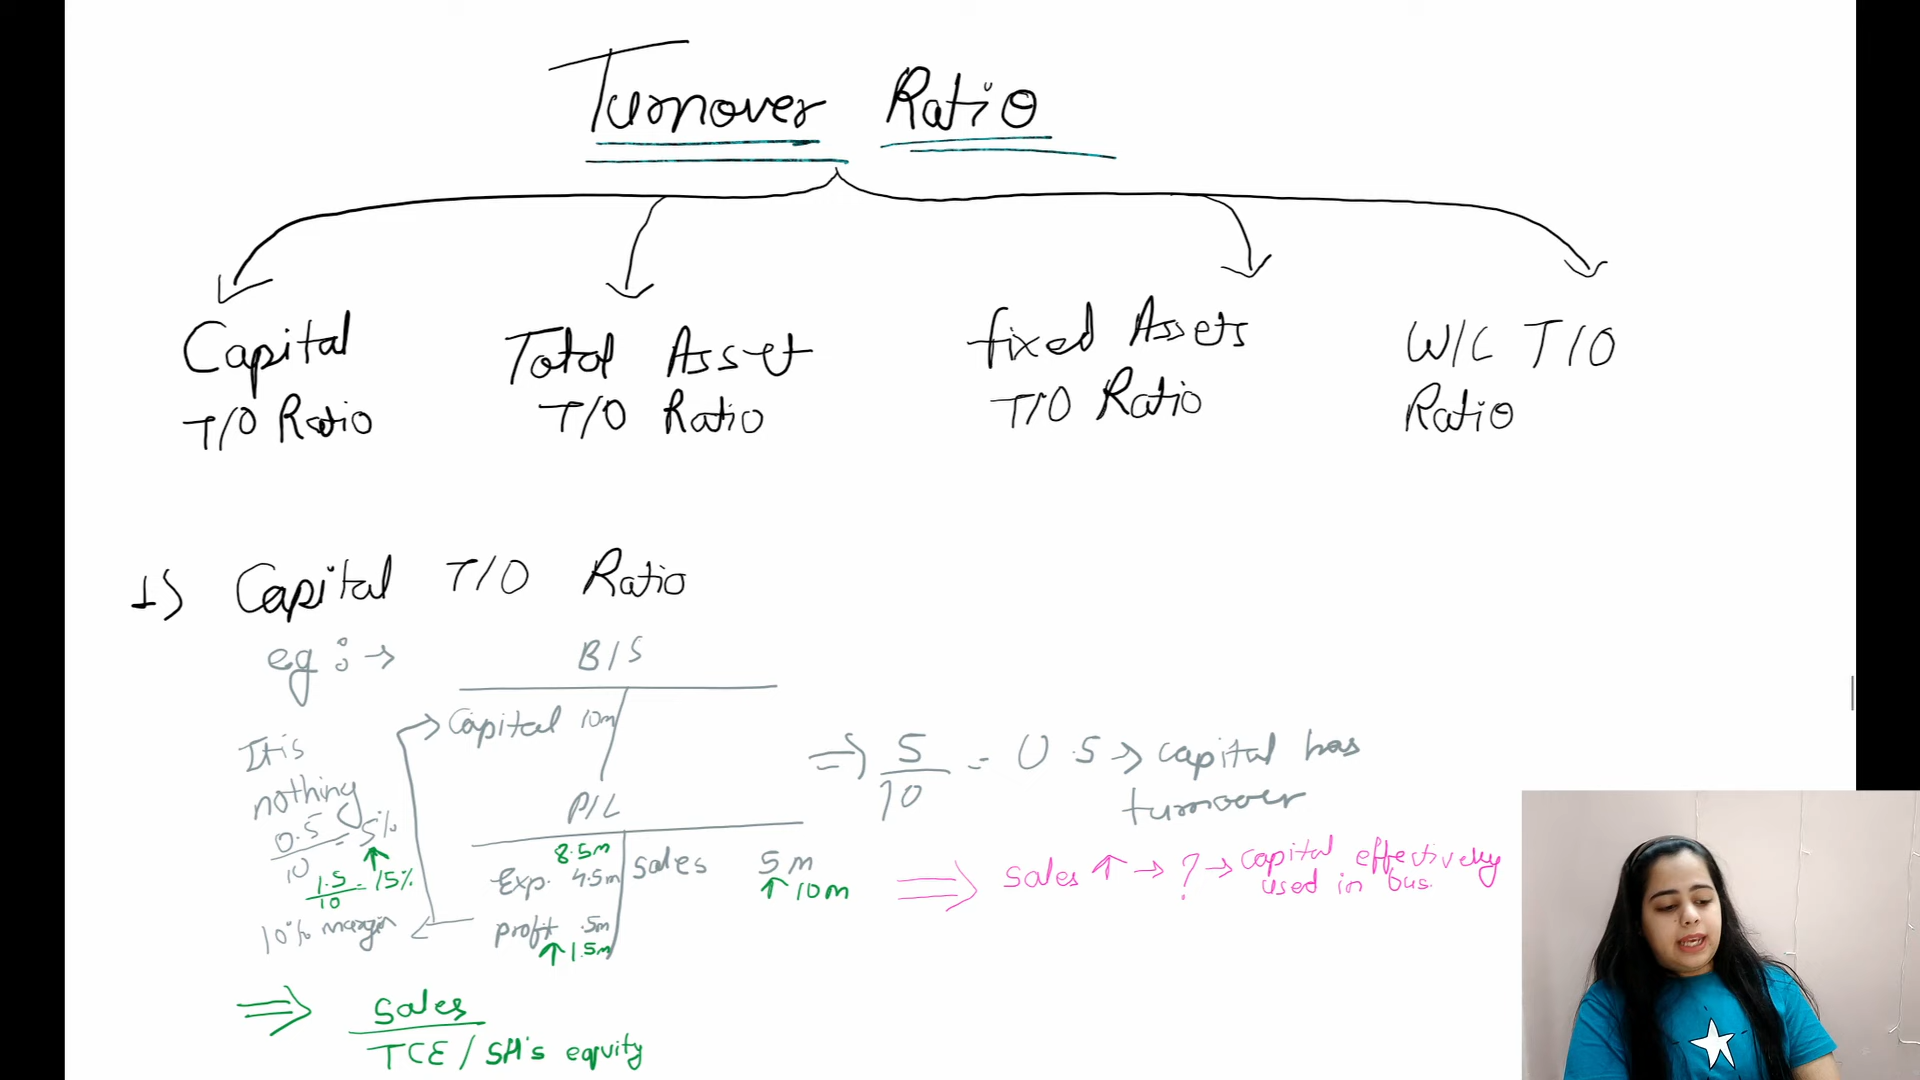 Turnover Ratio
Capital
T/O Ratio
Total Asset
T/O Ratio
fixed Assets
T/O Ratio
W/C T/O
Ratio
1) Capital T/O Ratio
eg :→
B/S
Capital 10m
It is
nothing
0.5/10 = 5%
1.5/10 = 15%
10% margin
P/L
8.5m
Exp. 4.5m
sales 5m
↑ 10m
profit .5m
↑ 1.5m
⇒ 5/10 = 0.5 → capital has
turnover
⇒ sales ↑ → ? → capital effectively
used in bus.
⇒ sales
TCE / SH's equity